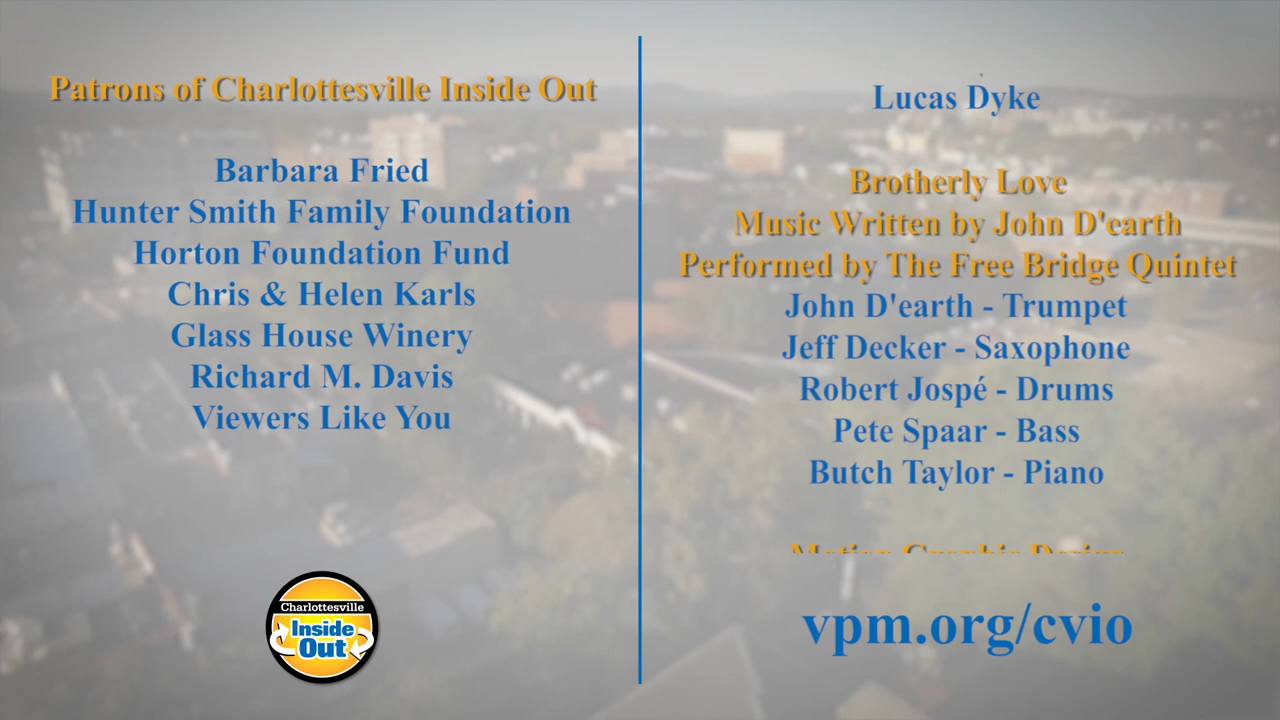 Patrons of Charlottesville Inside Out
Barbara Fried
Hunter Smith Family Foundation
Horton Foundation Fund
Chris & Helen Karls
Glass House Winery
Richard M. Davis
Viewers Like You
Charlottesville
Inside
Out
Lucas Dyke
Brotherly Love
Music Written by John D'earth
Performed by The Free Bridge Quintet
John D'earth - Trumpet
Jeff Decker - Saxophone
Robert Jospé - Drums
Pete Spaar - Bass
Butch Taylor - Piano
Motion Graphic Design
vpm.org/cvio